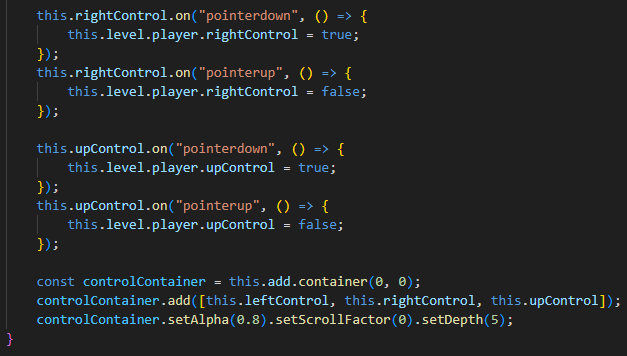 this.rightControl.on("pointerdown", () => {
this.level.player.rightControl = true;
});
this.rightControl.on("pointerup", () => {
this.level.player.rightControl = false;
});
this.upControl.on("pointerdown", () => {
this.level.player.upControl = true;
});
this.upControl.on("pointerup", () => {
this.level.player.upControl = false;
});
const controlContainer = this.add.container(0, 0);
controlContainer.add([this.leftControl, this.rightControl, this.upControl]);
controlContainer.setAlpha(0.8).setScrollFactor(0).setDepth(5);
}